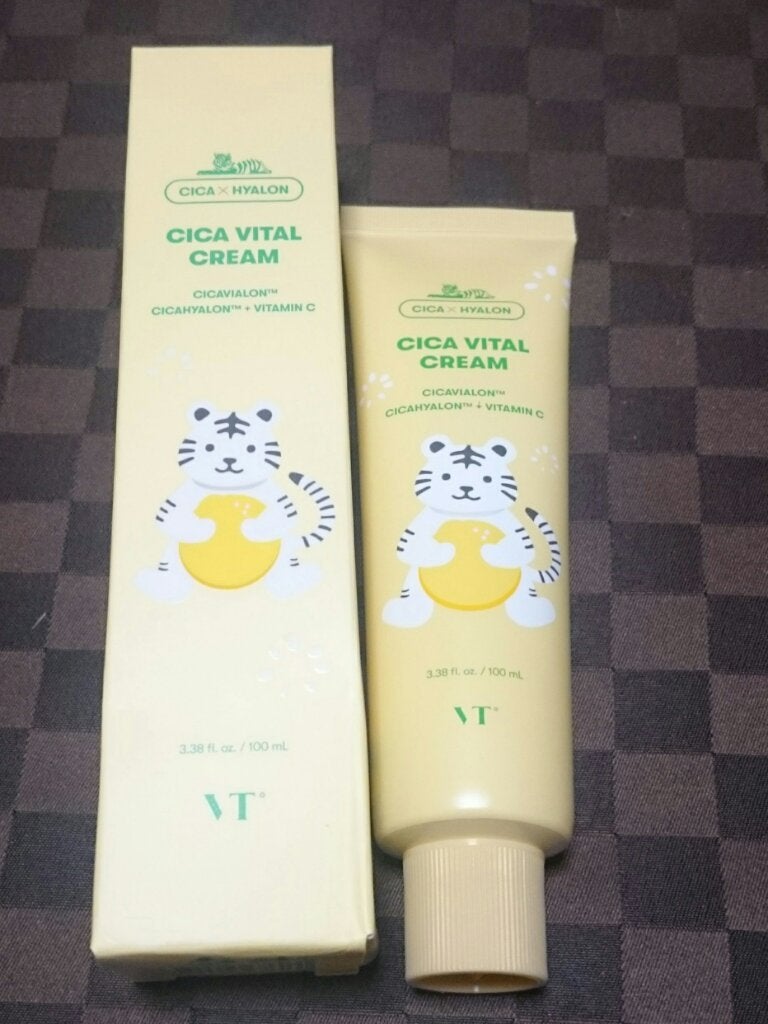 CICA × HYALON
CICA VITAL
CREAM
CICAVIALON™
CICAHYALON™ + VITAMIN C
3.38 fl. oz. / 100 mL
VT
CICA × HYALON
CICA VITAL
CREAM
CICAVIALON™
CICAHYALON™ + VITAMIN C
3.38 fl. oz. / 100 mL
VT